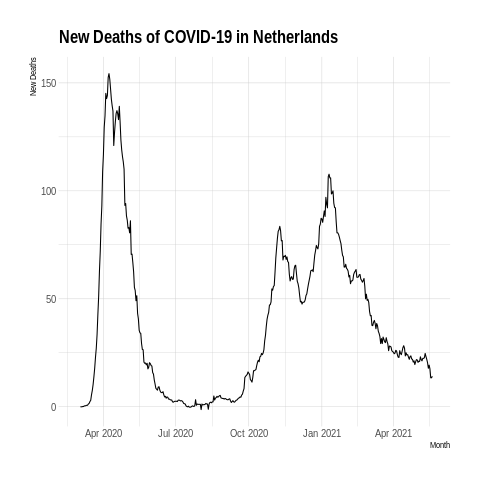 New Deaths of COVID-19 in Netherlands
New Deaths
150
100
50
0
Apr 2020 Jul 2020 Oct 2020 Jan 2021 Apr 2021
Month